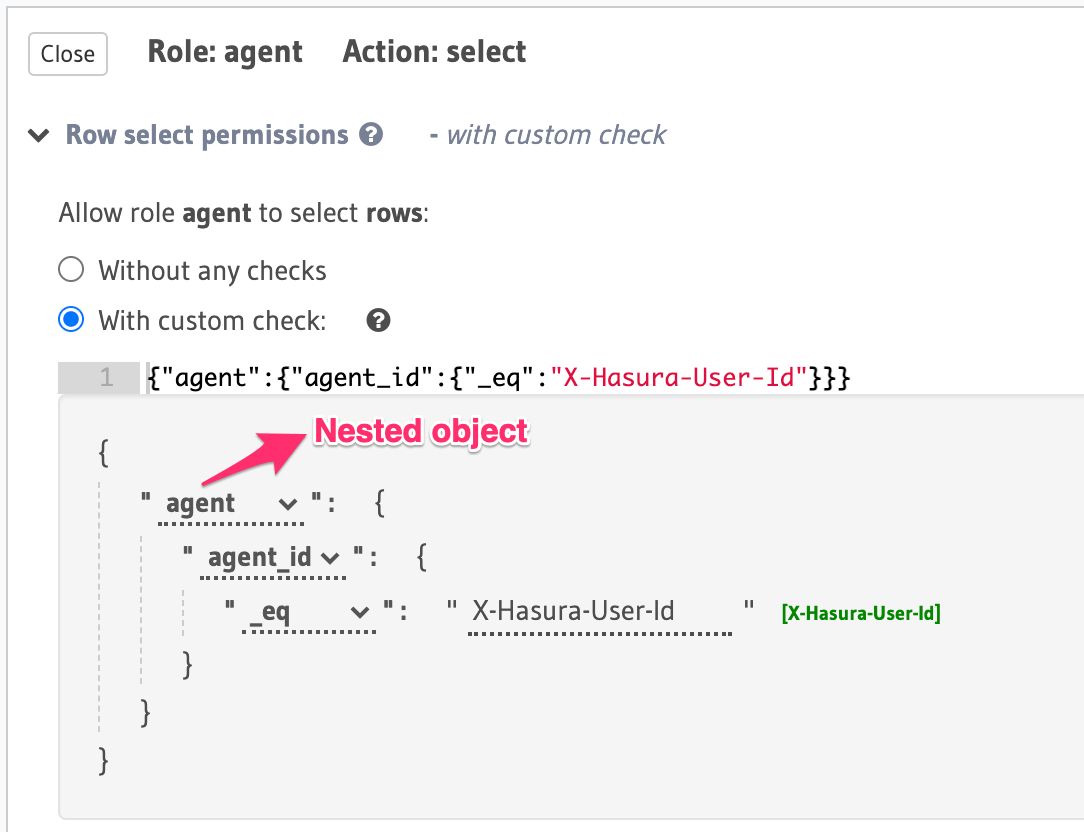 Close Role: agent Action: select
Row select permissions ? - with custom check
Allow role agent to select rows:
Without any checks
With custom check: ?
1 {"agent":{"agent_id":{"_eq":"X-Hasura-User-Id"}}}
Nested object
{
" agent ": {
" agent_id ": {
" _eq ": " X-Hasura-User-Id " [X-Hasura-User-Id]
}
}
}